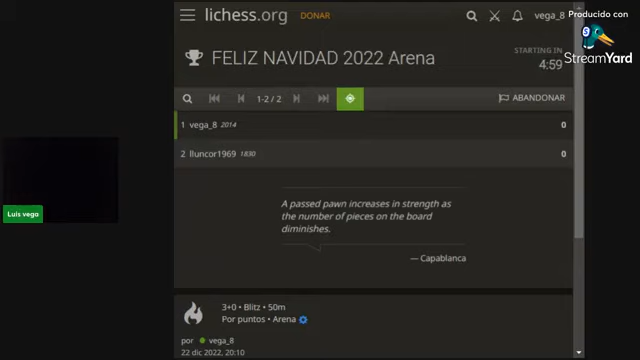 lichess.org DONAR vega_8
Producido con
StreamYard
FELIZ NAVIDAD 2022 Arena
STARTING IN
4:59
1-2 / 2
ABANDONAR
1 vega_8 2014 0
2 lluncor1969 1830 0
A passed pawn increases in strength as
the number of pieces on the board
diminishes.
— Capablanca
Luis vega
3+0 • Blitz • 50m
Por puntos • Arena
por vega_8
22 dic 2022, 20:10